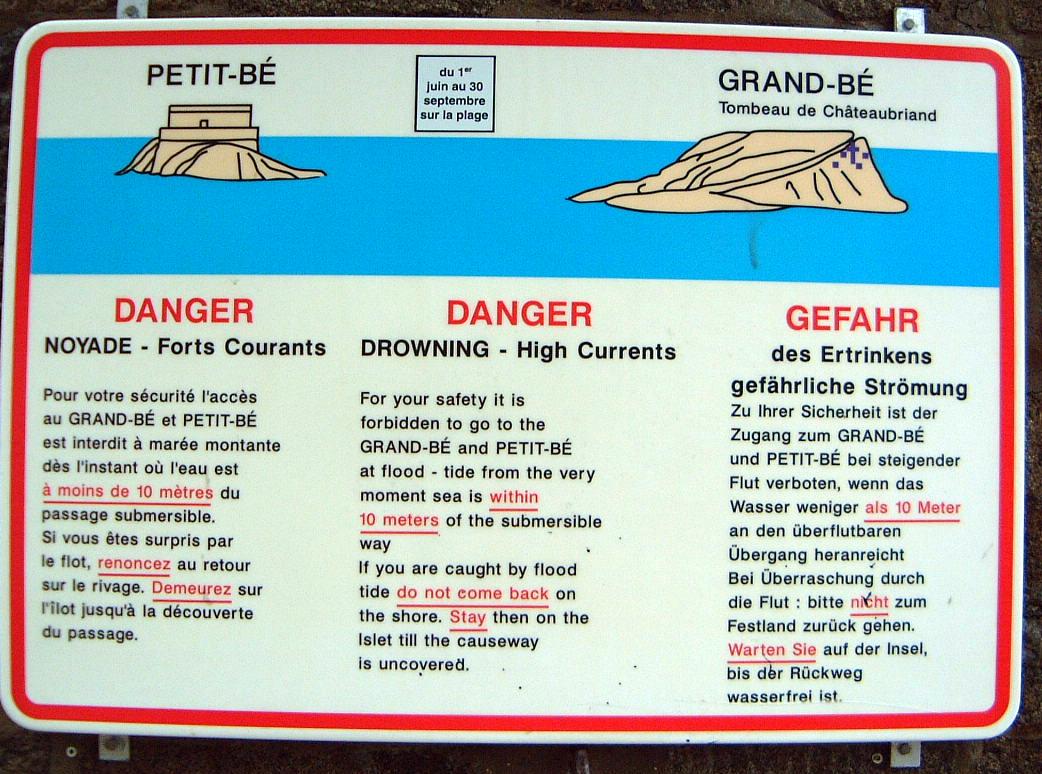 PETIT-BÉ
du 1er
juin au 30
septembre
sur la plage
GRAND-BÉ
Tombeau de Châteaubriand
DANGER
NOYADE - Forts Courants
Pour votre sécurité l'accès
au GRAND-BÉ et PETIT-BÉ
est interdit à marée montante
dès l'instant où l'eau est
à moins de 10 mètres du
passage submersible.
Si vous êtes surpris par
le flot, renoncez au retour
sur le rivage. Demeurez sur
l'îlot jusqu'à la découverte
du passage.
DANGER
DROWNING - High Currents
For your safety it is
forbidden to go to the
GRAND-BÉ and PETIT-BÉ
at flood - tide from the very
moment sea is within
10 meters of the submersible
way
If you are caught by flood
tide do not come back on
the shore. Stay then on the
Islet till the causeway
is uncovered.
GEFAHR
des Ertrinkens
gefährliche Strömung
Zu Ihrer Sicherheit ist der
Zugang zum GRAND-BÉ
und PETIT-BÉ bei steigender
Flut verboten, wenn das
Wasser weniger als 10 Meter
an den überflutbaren
Übergang heranreicht
Bei Überraschung durch
die Flut : bitte nicht zum
Festland zurück gehen.
Warten Sie auf der Insel,
bis der Rückweg
wasserfrei ist.